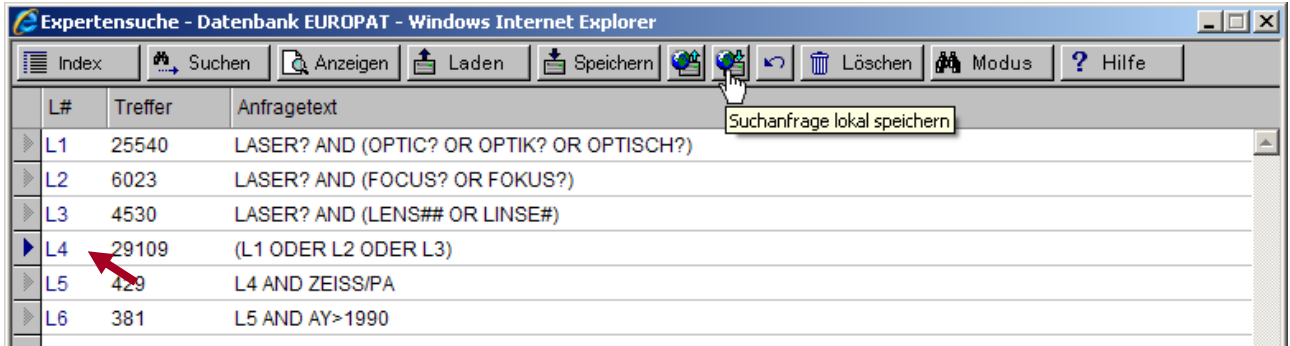 Expertensuche - Datenbank EUROPAT - Windows Internet Explorer
Index Suchen Anzeigen Laden Speichern Löschen Modus ? Hilfe
L# Treffer Anfragetext
Suchanfrage lokal speichern
L1 25540 LASER? AND (OPTIC? OR OPTIK? OR OPTISCH?)
L2 6023 LASER? AND (FOCUS? OR FOKUS?)
L3 4530 LASER? AND (LENS## OR LINSE#)
L4 29109 (L1 ODER L2 ODER L3)
L5 429 L4 AND ZEISS/PA
L6 381 L5 AND AY>1990